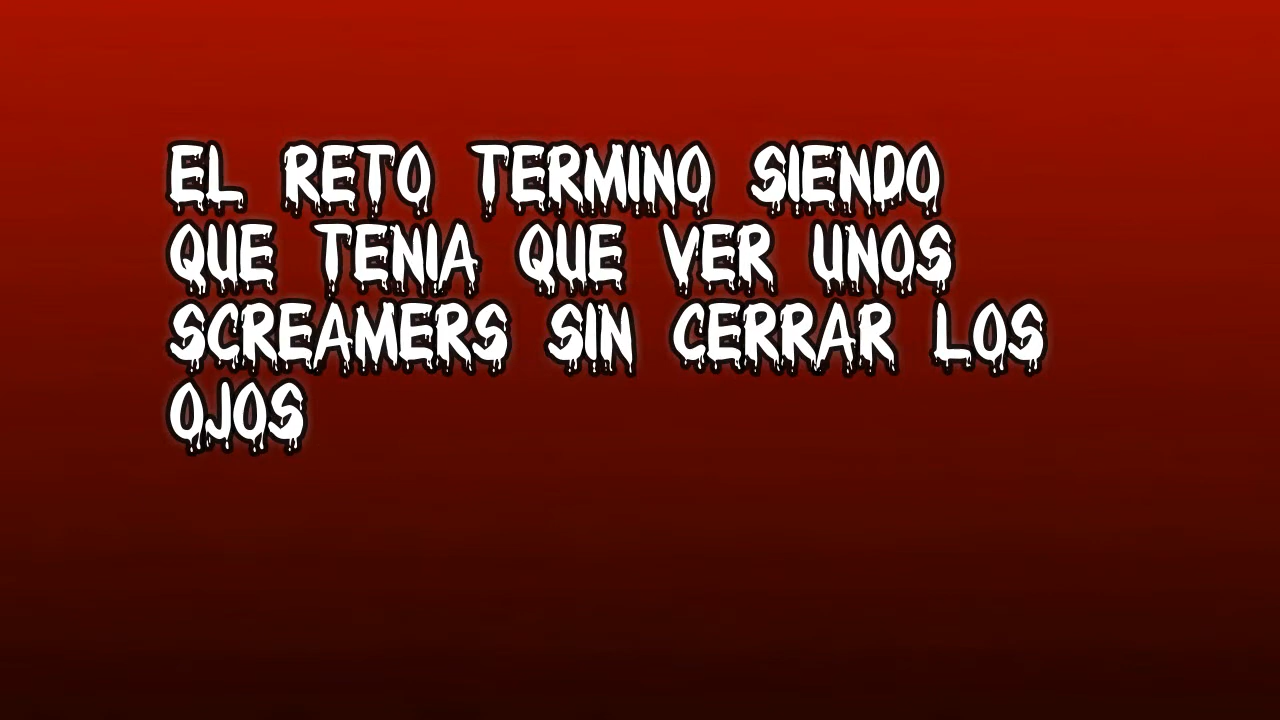 EL RETO TERMINO SIENDO
QUE TENIA QUE VER UNOS
SCREAMERS SIN CERRAR LOS
OJOS